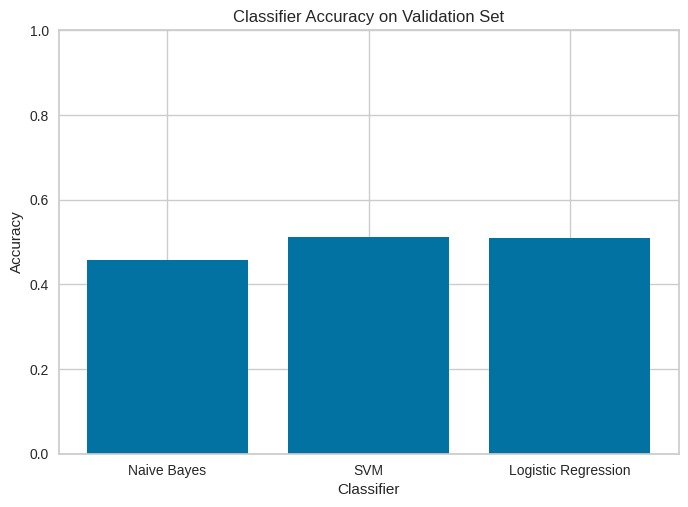 Classifier Accuracy on Validation Set
1.0
0.8
0.6
0.4
0.2
0.0
Accuracy
Naive Bayes SVM Logistic Regression
Classifier